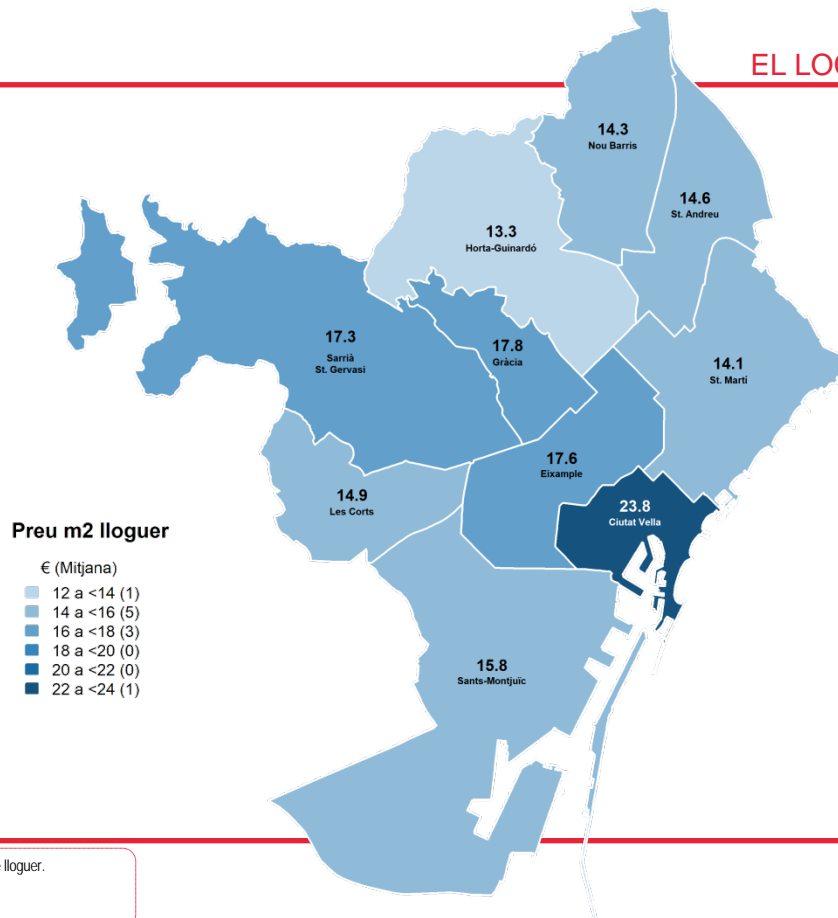 EL LOC
14.3
Nou Barris
14.6
St. Andreu
13.3
Horta-Guinardó
17.3
Sarrià
St. Gervasi
17.8
Gràcia
14.1
St. Martí
17.6
Eixample
14.9
Les Corts
23.8
Ciutat Vella
Preu m2 lloguer
€ (Mitjana)
12 a <14 (1)
14 a <16 (5)
16 a <18 (3)
18 a <20 (0)
20 a <22 (0)
22 a <24 (1)
15.8
Sants-Montjuïc
lloguer.